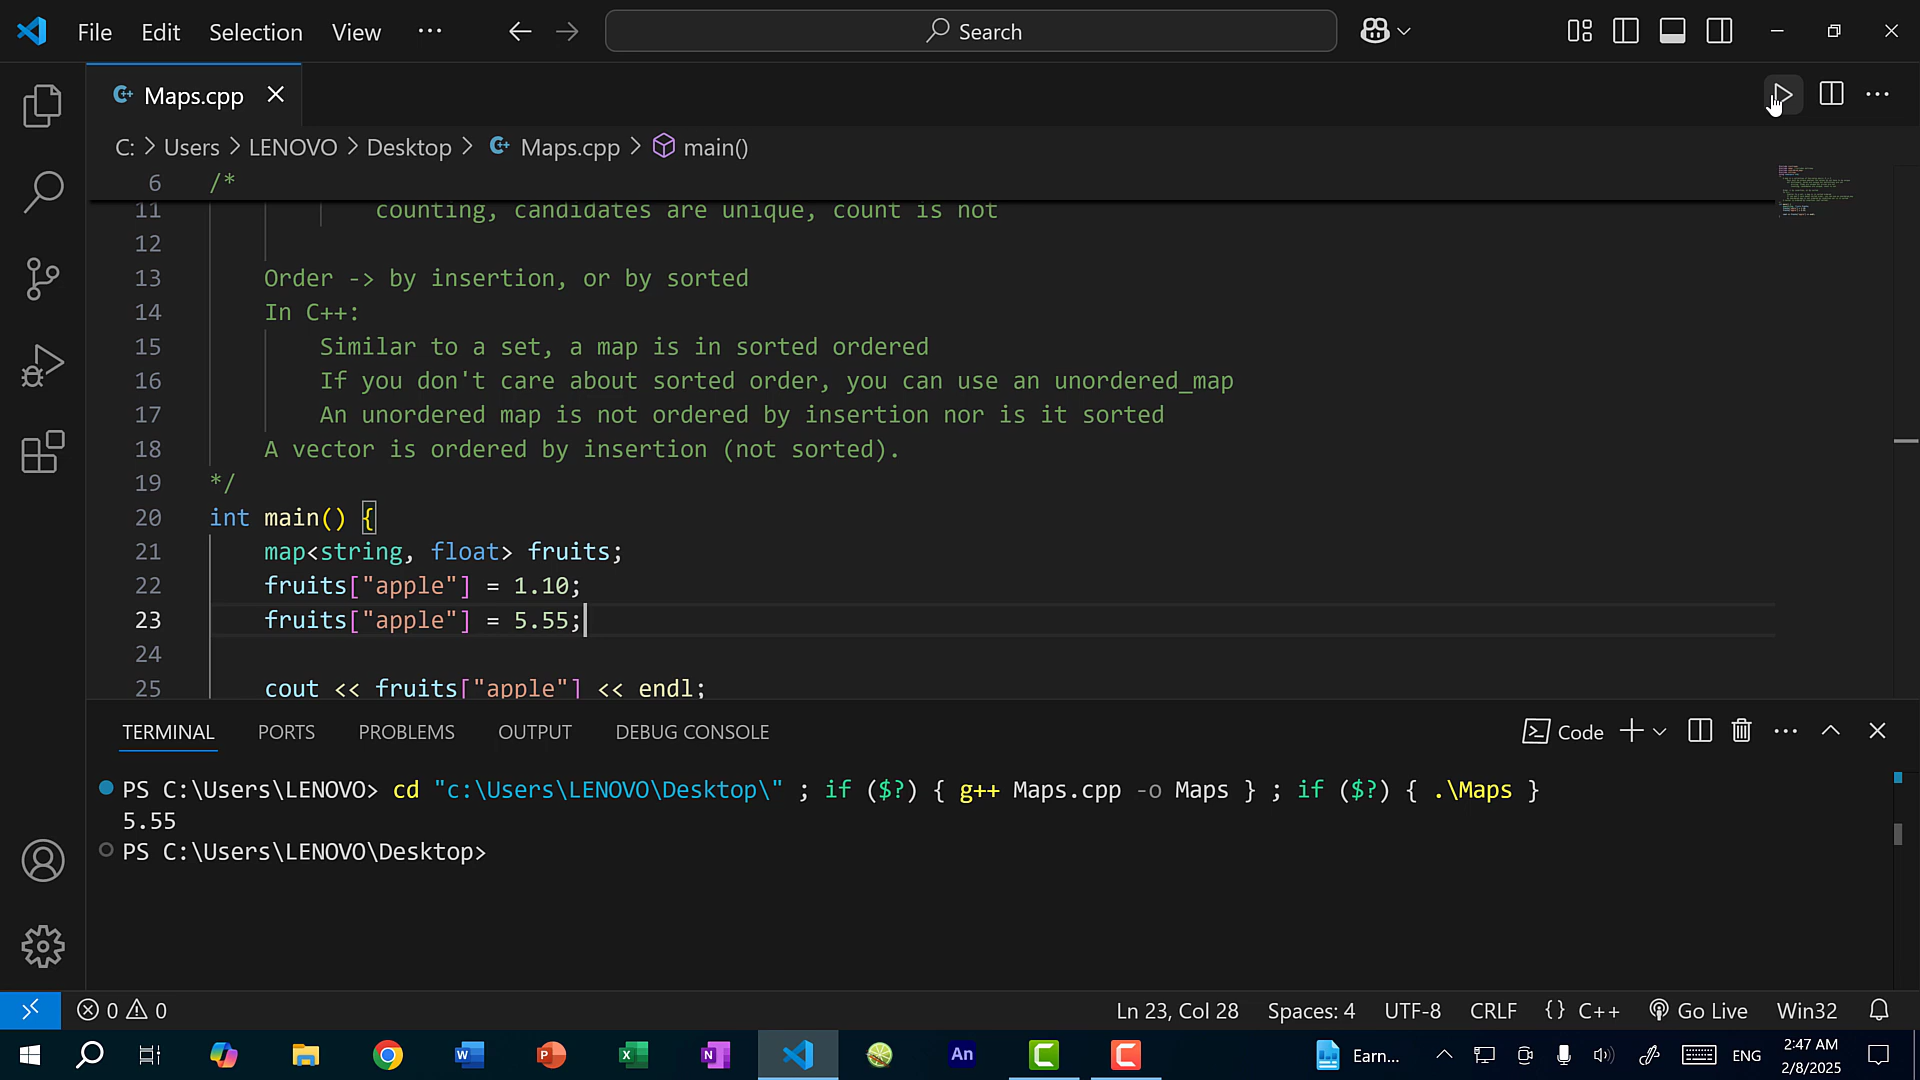 File Edit Selection View ··· Search
Maps.cpp
C: > Users > LENOVO > Desktop > Maps.cpp > main()
6 /*
11 counting, candidates are unique, count is not
12
13 Order -> by insertion, or by sorted
14 In C++:
15 Similar to a set, a map is in sorted ordered
16 If you don't care about sorted order, you can use an unordered_map
17 An unordered map is not ordered by insertion nor is it sorted
18 A vector is ordered by insertion (not sorted).
19 */
20 int main() {
21 map<string, float> fruits;
22 fruits["apple"] = 1.10;
23 fruits["apple"] = 5.55;
24
25 cout << fruits["apple"] << endl;
TERMINAL PORTS PROBLEMS OUTPUT DEBUG CONSOLE Code
PS C:\Users\LENOVO> cd "c:\Users\LENOVO\Desktop\" ; if ($?) { g++ Maps.cpp -o Maps } ; if ($?) { .\Maps }
5.55
PS C:\Users\LENOVO\Desktop>
0 0 Ln 23, Col 28 Spaces: 4 UTF-8 CRLF {} C++ Go Live Win32
Earn... ENG 2:47 AM
2/8/2025